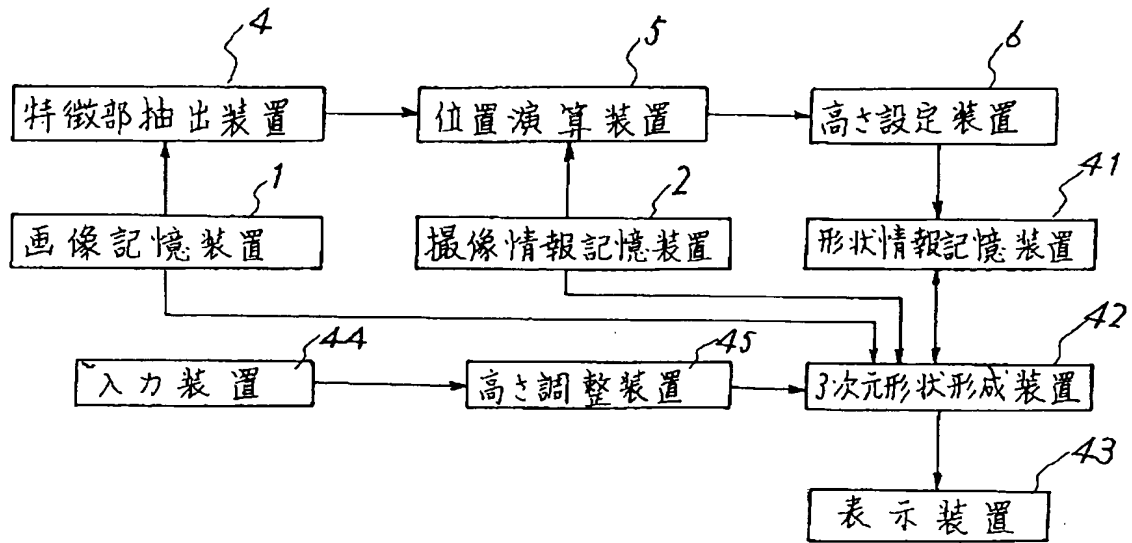 4
5
6
特徴部抽出装置
位置演算装置
高さ設定装置
1
2
41
画像記憶装置
撮像情報記憶装置
形状情報記憶装置
42
44
45
入力装置
高さ調整装置
3次元形状形成装置
43
表示装置